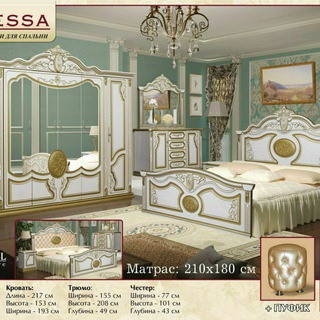 ESSA
И ДЛЯ СПАЛЬНИ
Матрас: 210x180 см
Кровать:
Длина - 217 см
Высота - 153 см
Ширина - 193 см
Трюмо:
Ширина - 155 см
Высота - 208 см
Глубина - 49 см
Честер:
Ширина - 77 см
Высота - 101 см
Глубина - 43 см
+ ПУФИК